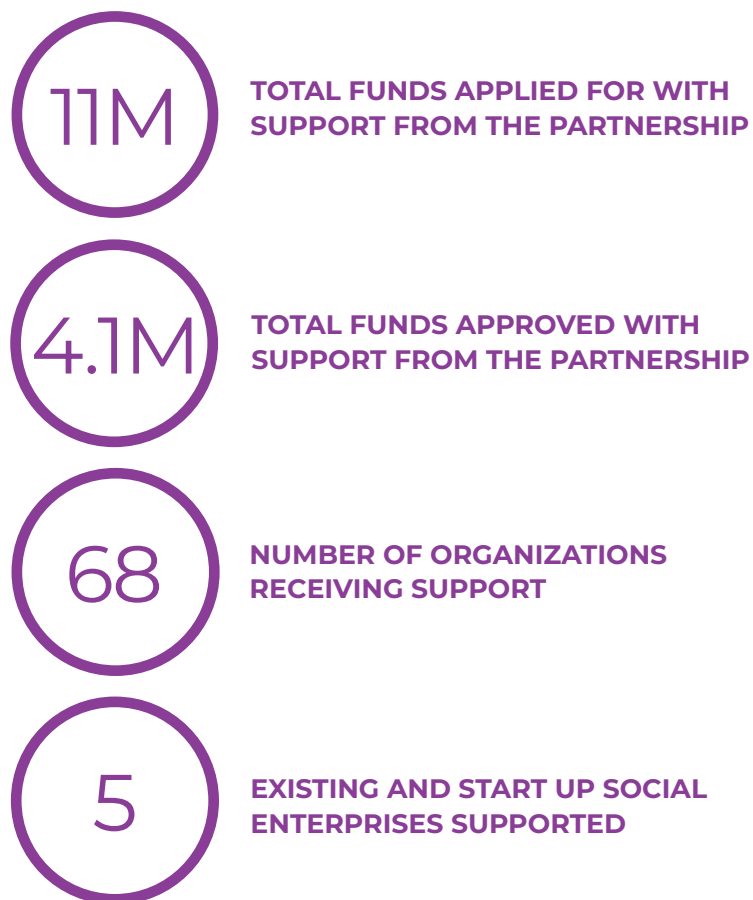 11M
TOTAL FUNDS APPLIED FOR WITH
SUPPORT FROM THE PARTNERSHIP
4.1M
TOTAL FUNDS APPROVED WITH
SUPPORT FROM THE PARTNERSHIP
68
NUMBER OF ORGANIZATIONS
RECEIVING SUPPORT
5
EXISTING AND START UP SOCIAL
ENTERPRISES SUPPORTED